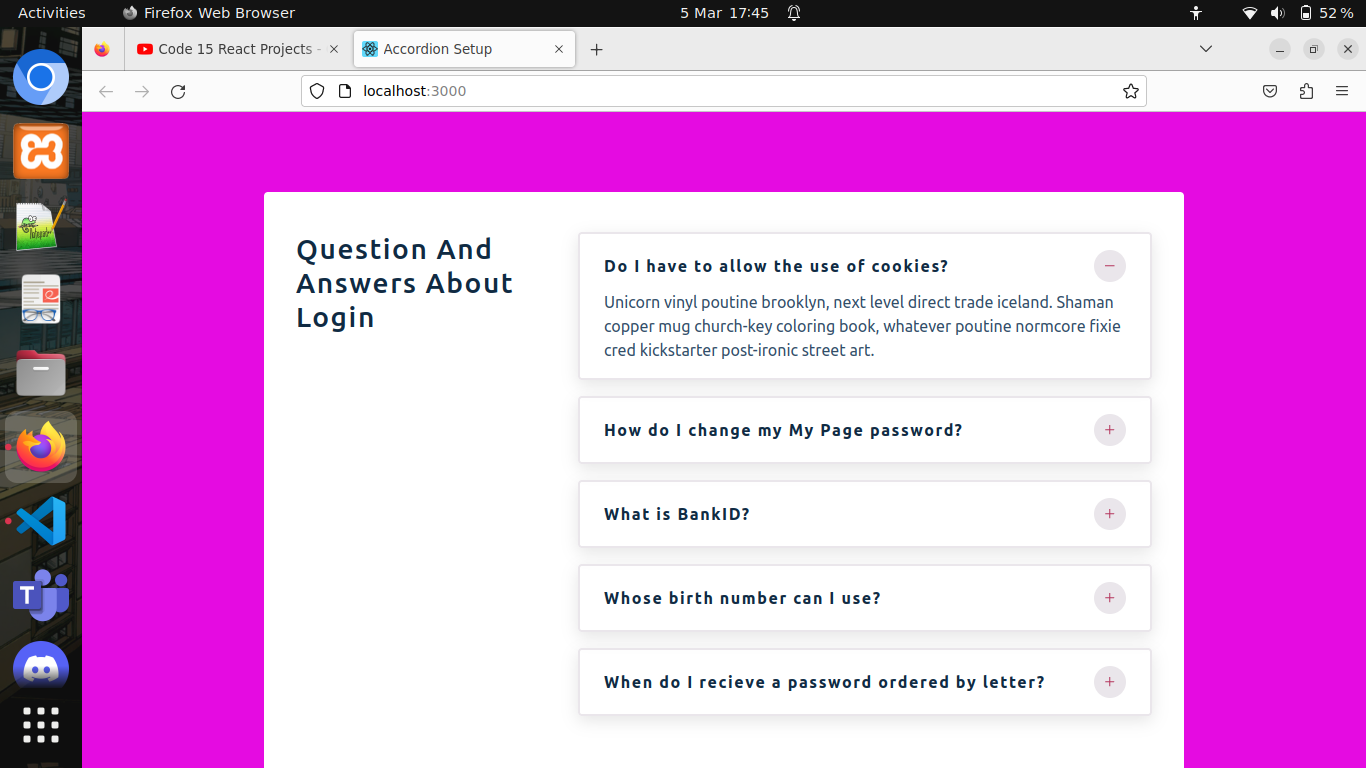 Activities
Firefox Web Browser
5 Mar 17:45
52 %
Code 15 React Projects -
Accordion Setup
localhost:3000
Question And
Answers About
Login
Do I have to allow the use of cookies?
Unicorn vinyl poutine brooklyn, next level direct trade iceland. Shaman
copper mug church-key coloring book, whatever poutine normcore fixie
cred kickstarter post-ironic street art.
How do I change my My Page password?
What is BankID?
Whose birth number can I use?
When do I recieve a password ordered by letter?